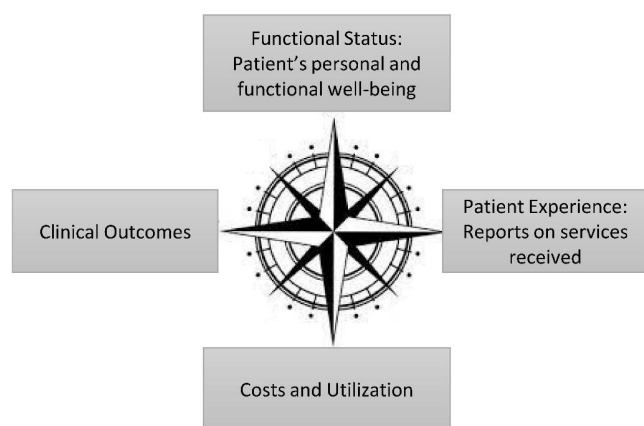 Functional Status:
Patient’s personal and
functional well-being
Clinical Outcomes
Patient Experience:
Reports on services
received
Costs and Utilization